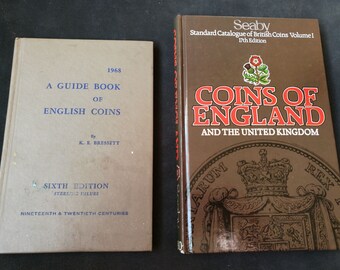 1968
A GUIDE BOOK
OF
ENGLISH COINS
By
K. E. BRESSETT
SIXTH EDITION
NINETEENTH & TWENTIETH CENTURIES
Seaby
Standard Catalogue of British Coins Volume 1
17th Edition
COINS OF
ENGLAND
AND THE UNITED KINGDOM